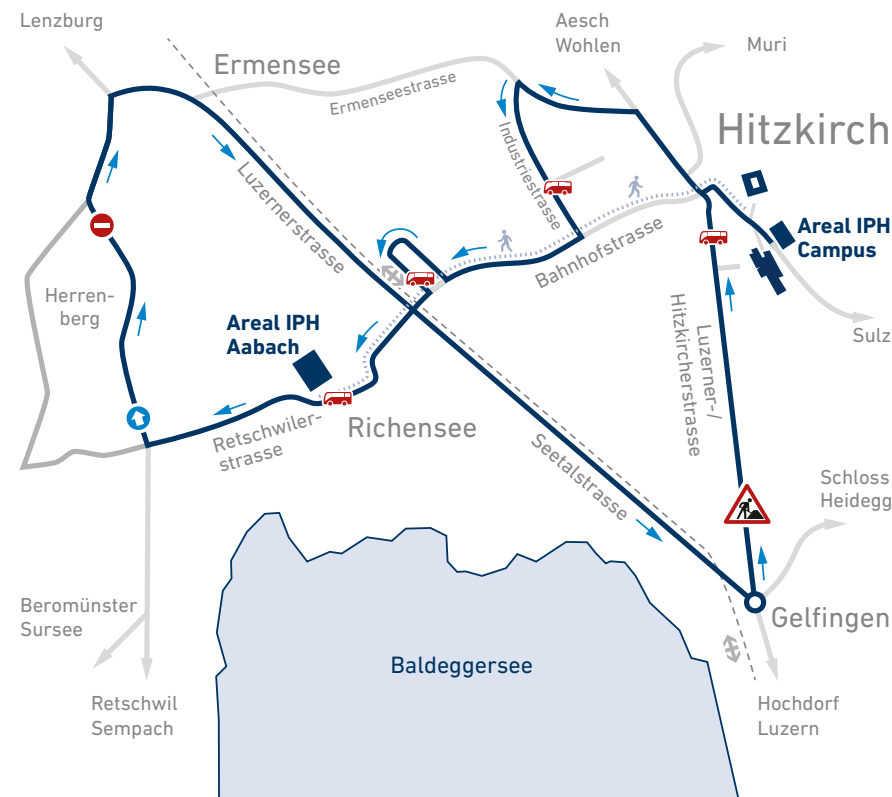 Lenzburg
Aesch
Wohlen
Muri
Ermensee
Ermenseestrasse
Hitzkirch
Industriestrasse
Luzernerstrasse
Bahnhofstrasse
Areal IPH
Campus
Herren-
berg
Areal IPH
Aabach
Luzerner-/
Hitzkircherstrasse
Sulz
Retschwiler-
strasse
Richensee
Seetalstrasse
Schloss
Heidegg
Beromünster
Sursee
Gelfingen
Baldeggersee
Retschwil
Sempach
Hochdorf
Luzern